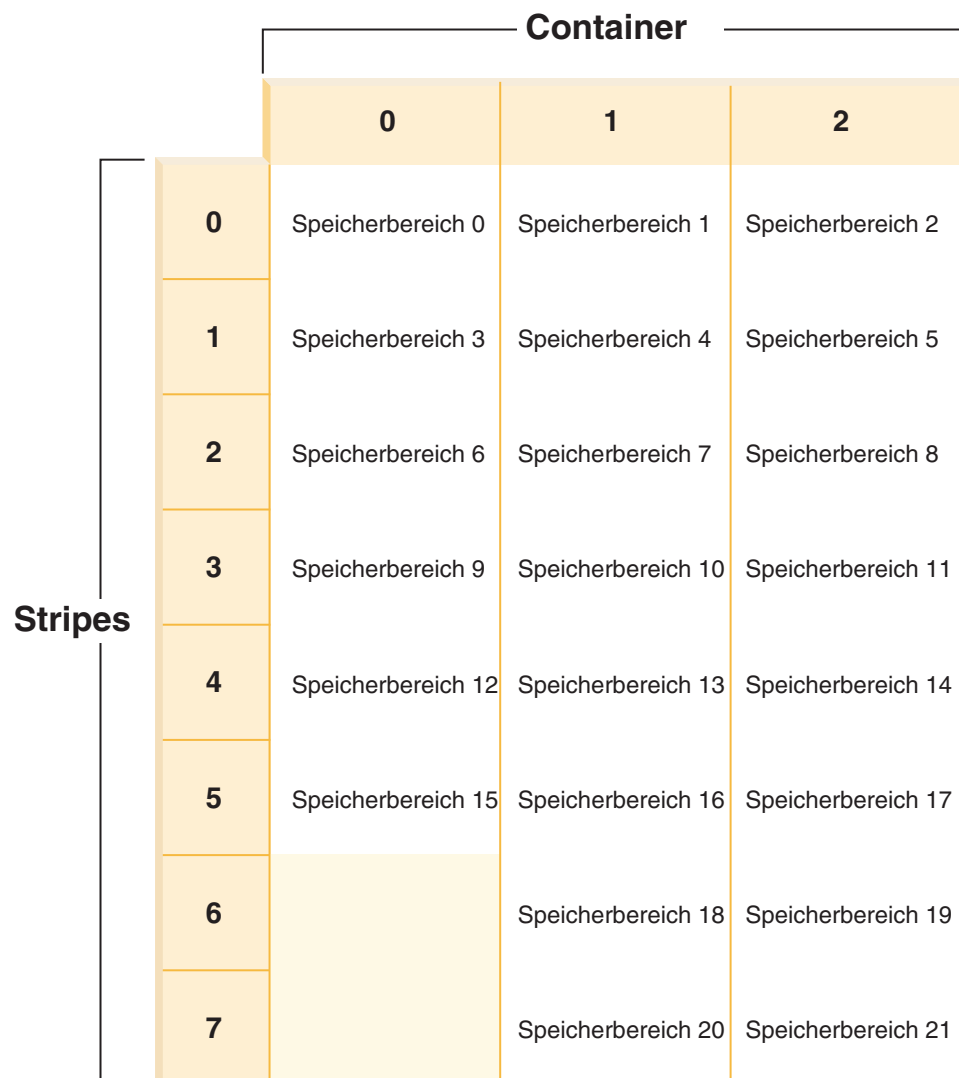 Container
0 1 2
0 Speicherbereich 0 Speicherbereich 1 Speicherbereich 2
1 Speicherbereich 3 Speicherbereich 4 Speicherbereich 5
2 Speicherbereich 6 Speicherbereich 7 Speicherbereich 8
3 Speicherbereich 9 Speicherbereich 10 Speicherbereich 11
Stripes
4 Speicherbereich 12 Speicherbereich 13 Speicherbereich 14
5 Speicherbereich 15 Speicherbereich 16 Speicherbereich 17
6 Speicherbereich 18 Speicherbereich 19
7 Speicherbereich 20 Speicherbereich 21